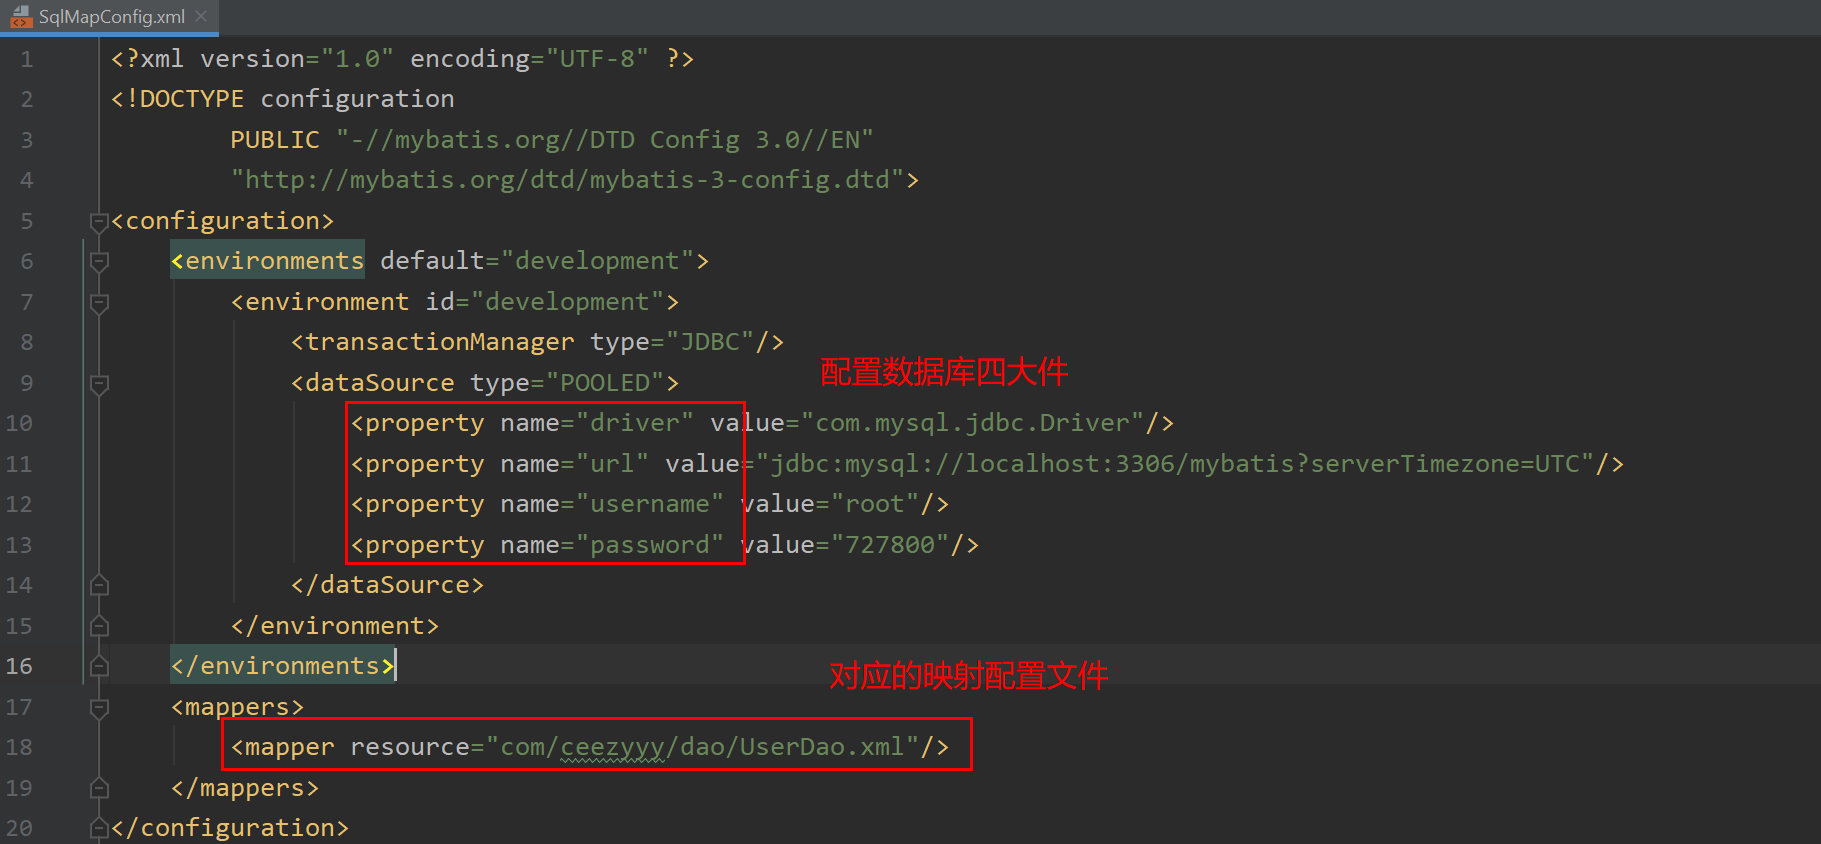 SqlMapConfig.xml
1 <?xml version="1.0" encoding="UTF-8" ?>
2 <!DOCTYPE configuration
3 PUBLIC "-//mybatis.org//DTD Config 3.0//EN"
4 "http://mybatis.org/dtd/mybatis-3-config.dtd">
5 <configuration>
6 <environments default="development">
7 <environment id="development">
8 <transactionManager type="JDBC"/>
配置数据库四大件
9 <dataSource type="POOLED">
10 <property name="driver" value="com.mysql.jdbc.Driver"/>
11 <property name="url" value="jdbc:mysql://localhost:3306/mybatis?serverTimezone=UTC"/>
12 <property name="username" value="root"/>
13 <property name="password" value="727800"/>
14 </dataSource>
15 </environment>
16 </environments>
对应的映射配置文件
17 <mappers>
18 <mapper resource="com/ceezyyy/dao/UserDao.xml"/>
19 </mappers>
20 </configuration>